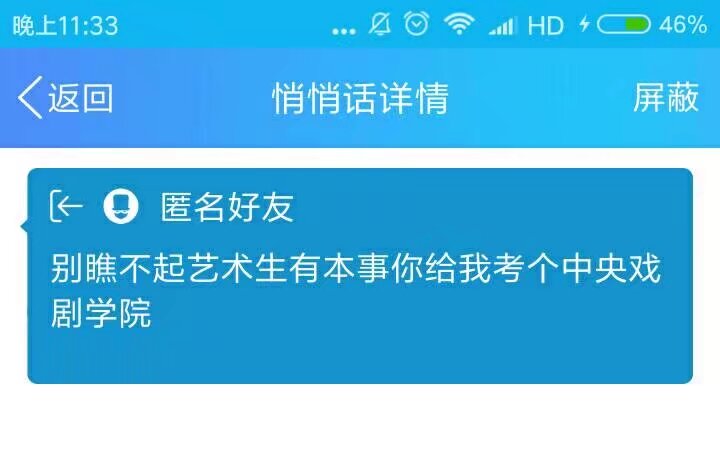 晚上11:33 ... HD 46%
返回 悄悄话详情 屏蔽
匿名好友
别瞧不起艺术生有本事你给我考个中央戏
剧学院